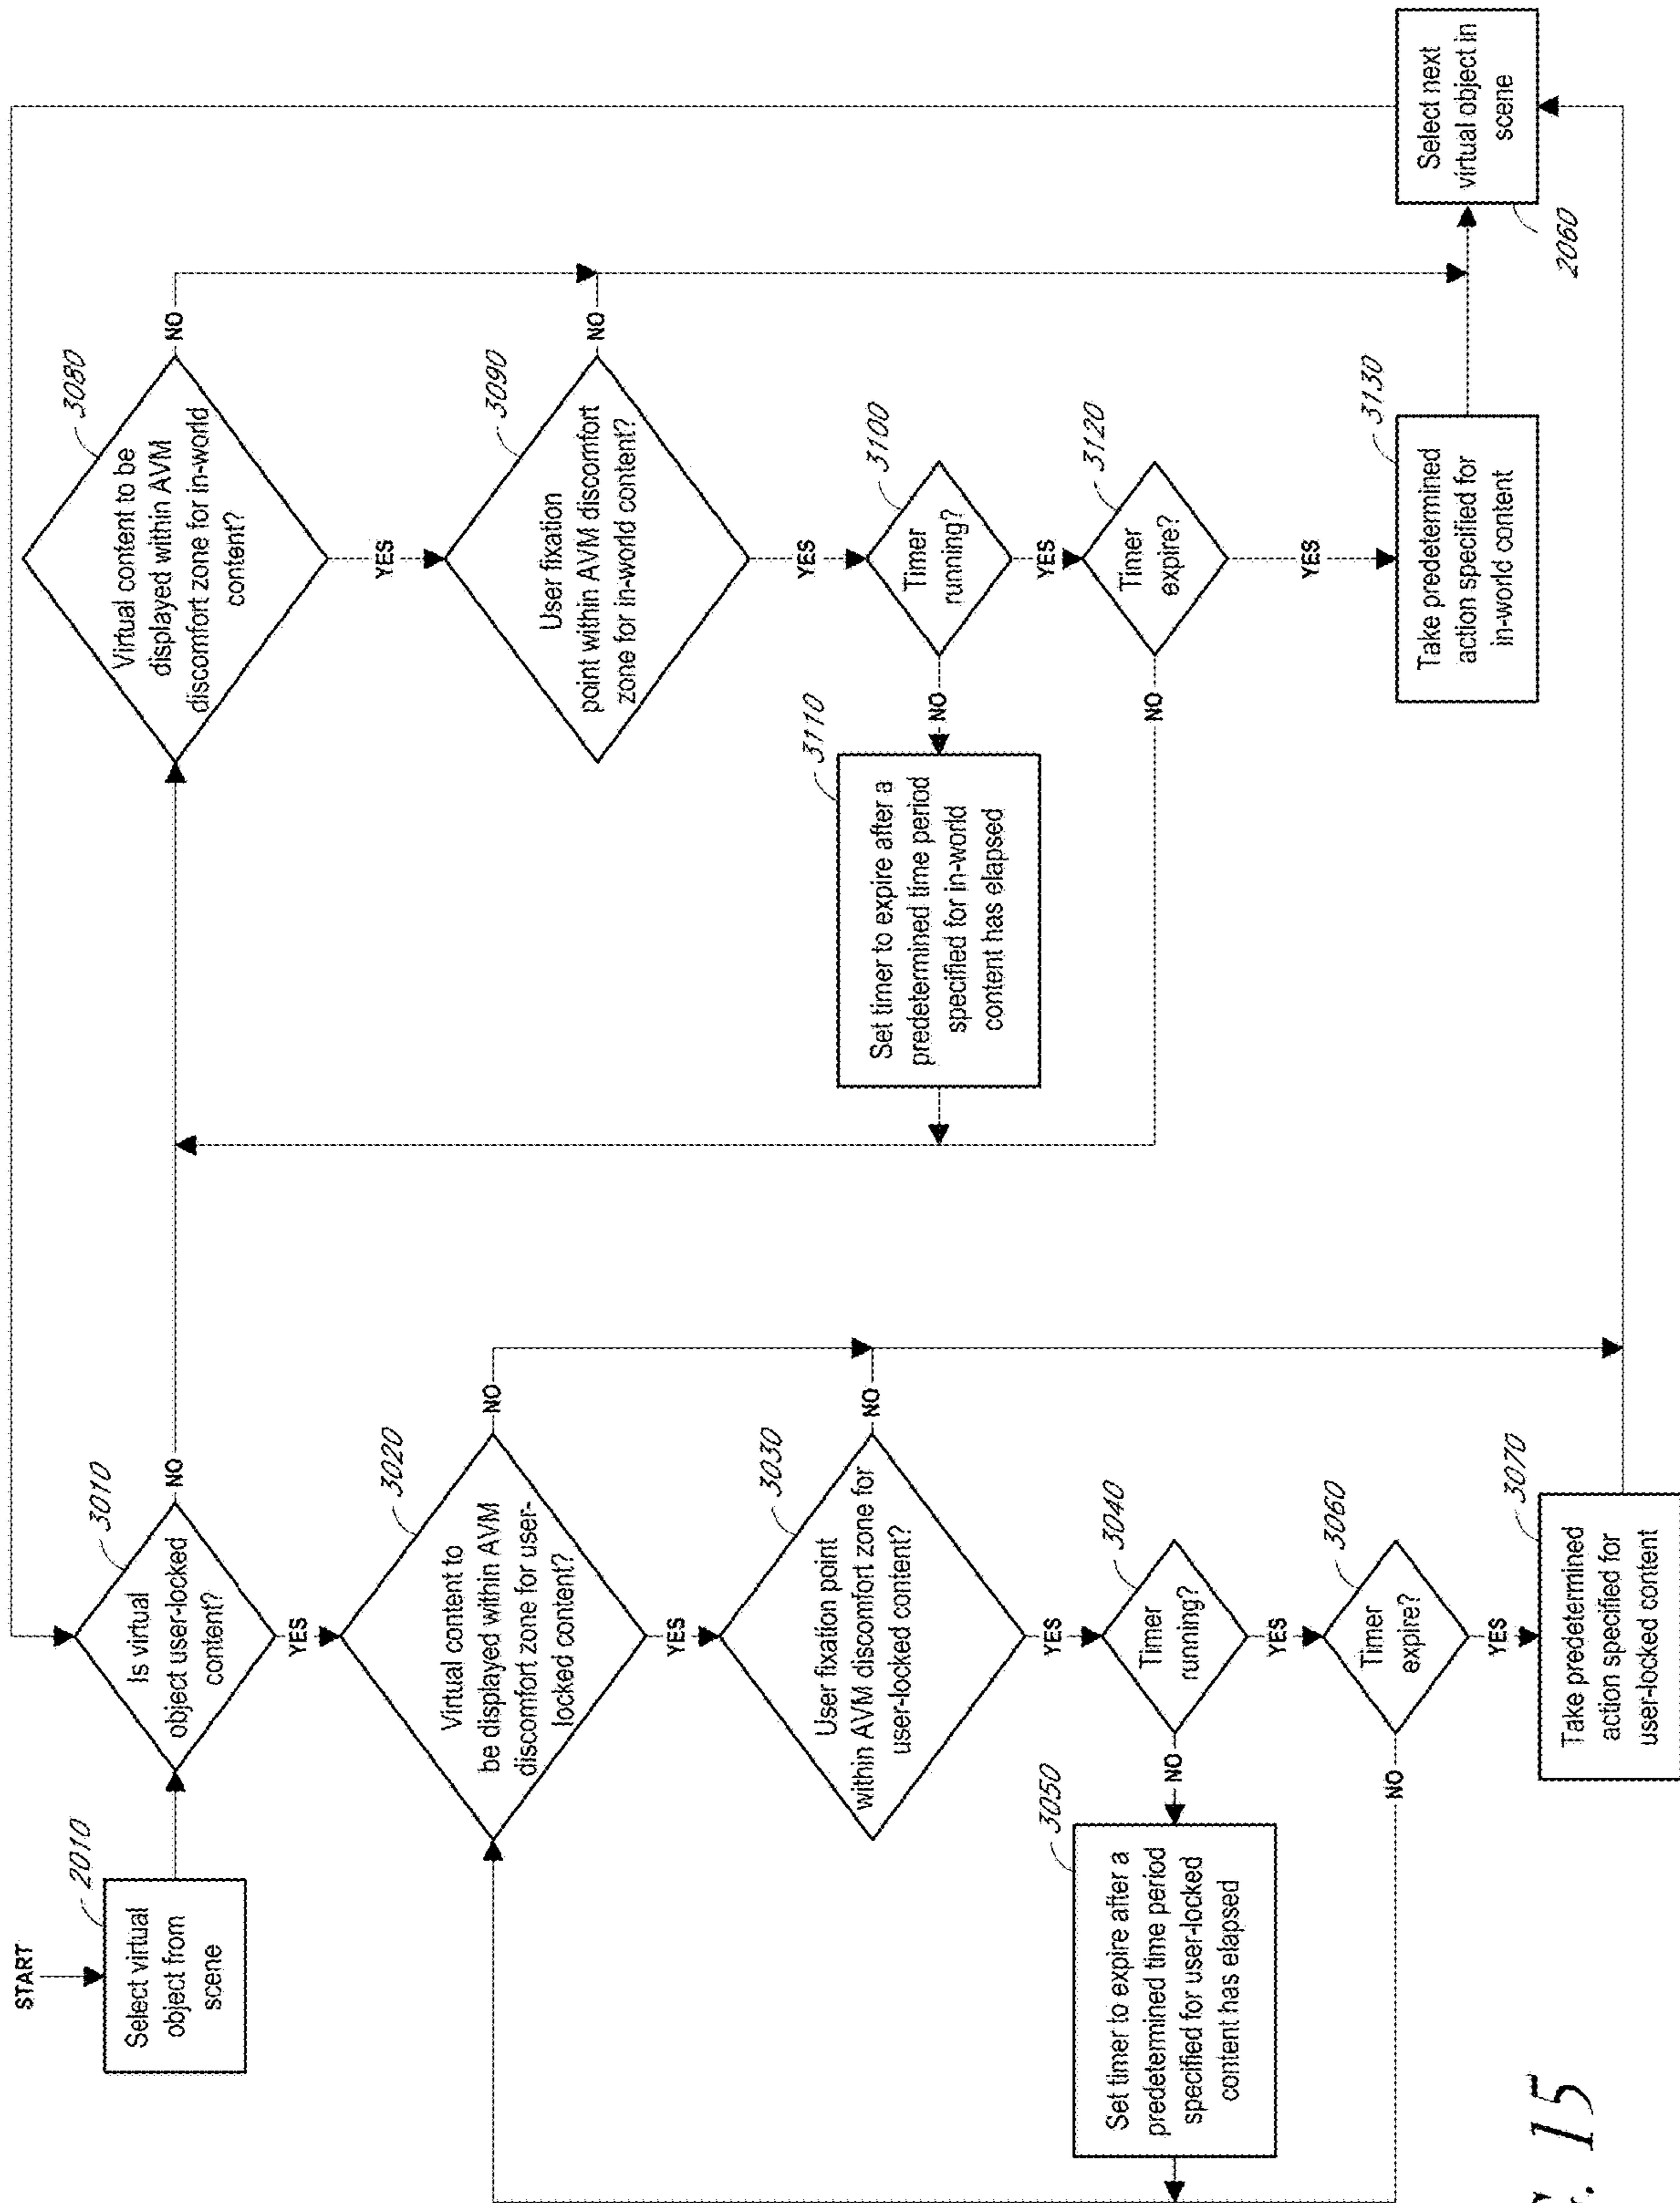 START
2010
Select virtual
object from
scene
3010
Is virtual
object user-locked
content?
NO
YES
3020
Virtual content to
be displayed within AVM
discomfort zone for user-
locked content?
NO
YES
3030
User fixation point
within AVM discomfort zone for
user-locked content?
NO
YES
3040
Timer
running?
NO
YES
3050
Set timer to expire after a
predetermined time period
specified for user-locked
content has elapsed
3060
Timer
expire?
NO
YES
3070
Take predetermined
action specified for
user-locked content
3080
Virtual content to be
displayed within AVM
discomfort zone for in-world
content?
NO
YES
3090
User fixation
point within AVM discomfort
zone for in-world content?
NO
YES
3100
Timer
running?
NO
YES
3110
Set timer to expire after a
predetermined time period
specified for in-world
content has elapsed
3120
Timer
expire?
NO
YES
3130
Take predetermined
action specified for
in-world content
Select next
virtual object in
scene
2060
15